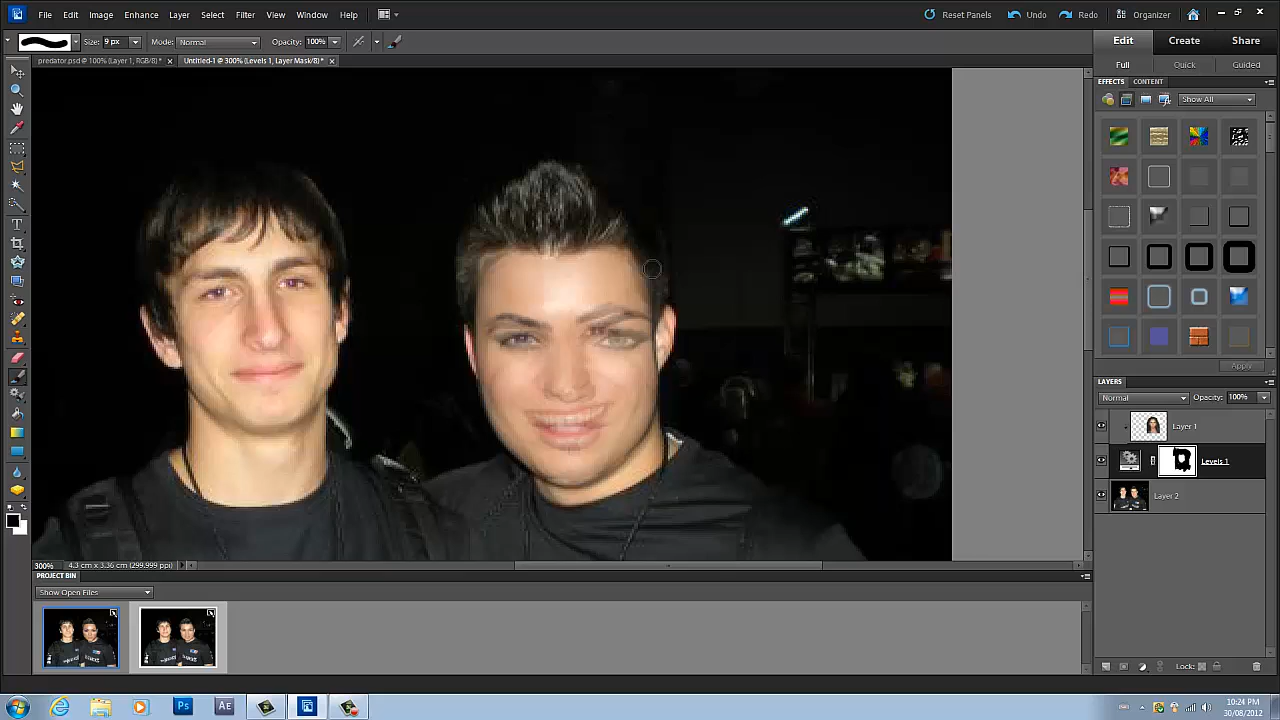 File Edit Image Enhance Layer Select Filter View Window Help Reset Panels Undo Redo Organizer
Size: 9 px Mode: Normal Opacity: 100% Edit Create Share
predator.psd @ 100% (Layer 1, RGB/8) * Untitled-1 @ 300% (Levels 1, Layer Mask/8) * Full Quick Guided
EFFECTS CONTENT
Show All
Apply
LAYERS
Normal Opacity: 100%
Layer 1
Levels 1
Layer 2
300% 4.3 cm x 3.36 cm (299.999 ppi)
PROJECT BIN
Show Open Files
Lock:
Ps AE
10:24 PM
30/08/2012